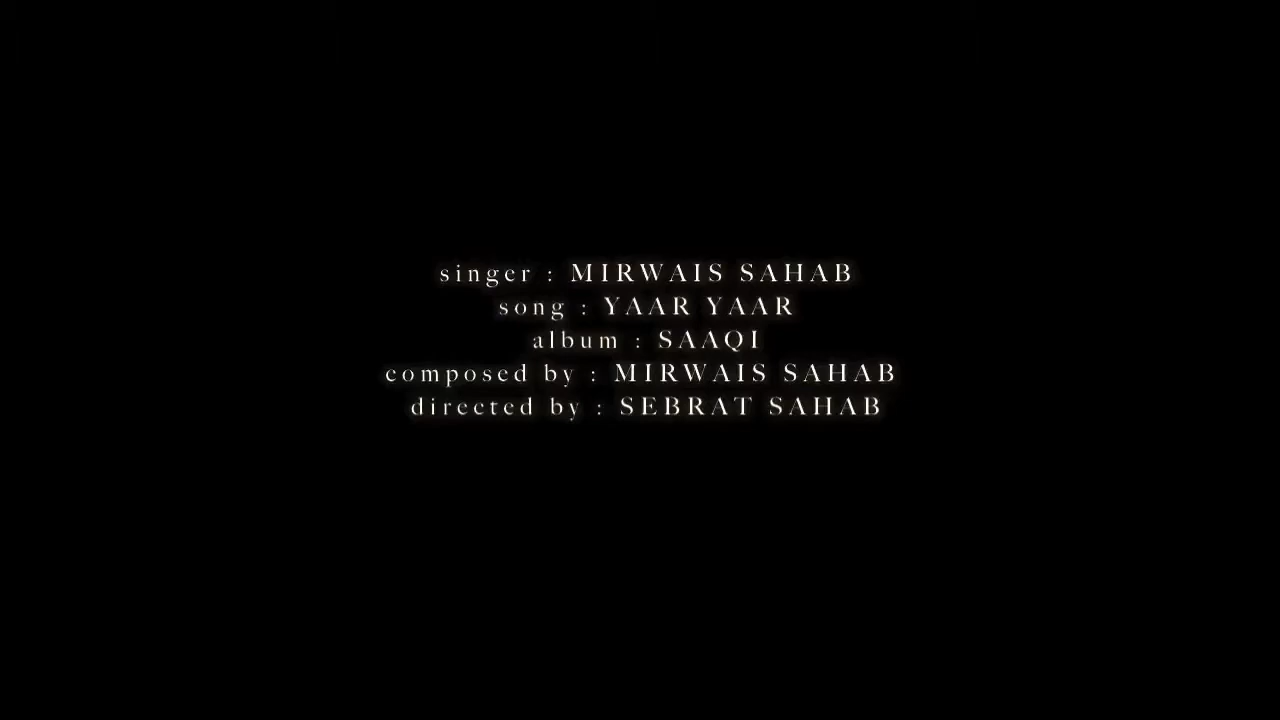 singer : MIRWAIS SAHAB
song : YAAR YAAR
album : SAAQI
composed by : MIRWAIS SAHAB
directed by : SEBRAT SAHAB